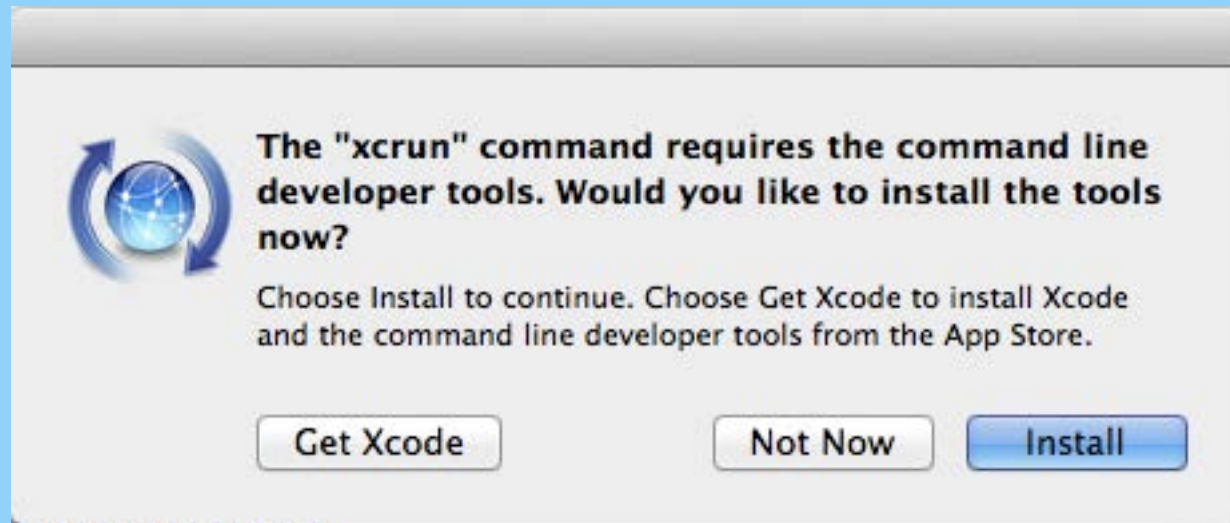 The "xcrun" command requires the command line
developer tools. Would you like to install the tools
now?
Choose Install to continue. Choose Get Xcode to install Xcode
and the command line developer tools from the App Store.
Get Xcode
Not Now
Install